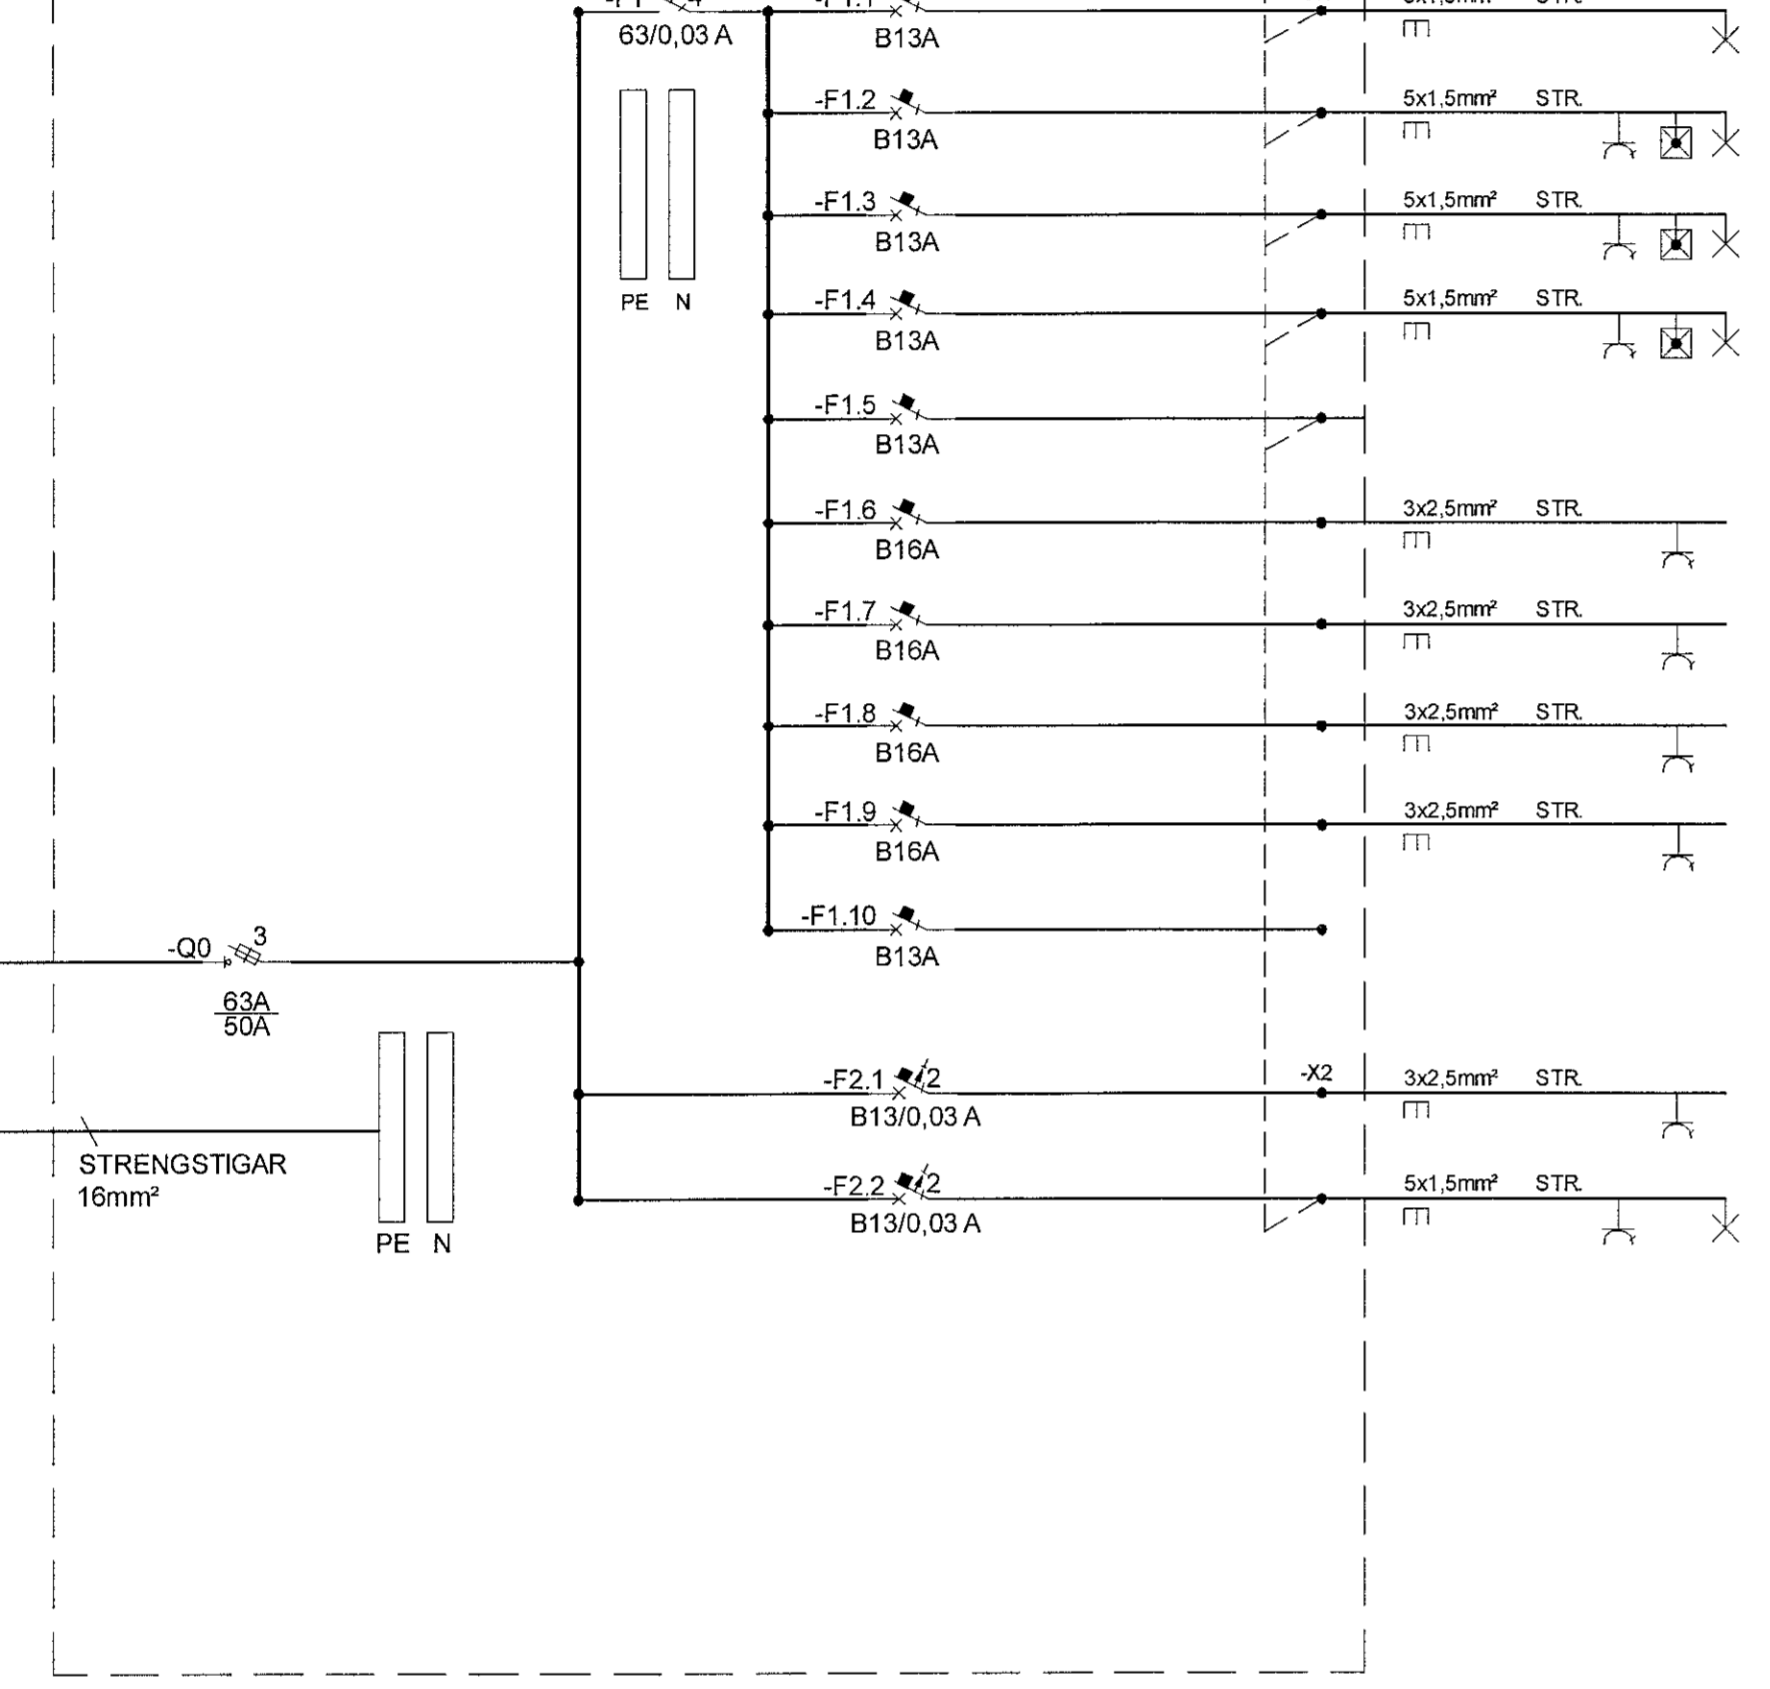 63/0,03 A
B13A
-F1.2
5x1,5mm² STR.
B13A
-F1.3
5x1,5mm² STR.
B13A
PE N
-F1.4
5x1,5mm² STR.
B13A
-F1.5
B13A
-F1.6
3x2,5mm² STR.
B16A
-F1.7
3x2,5mm² STR.
B16A
-F1.8
3x2,5mm² STR.
B16A
-F1.9
3x2,5mm² STR.
B16A
-F1.10
B13A
-Q0 3
63A
50A
-F2.1 2
-X2
3x2,5mm² STR.
B13/0,03 A
STRENGSTIGAR
16mm²
-F2.2 2
5x1,5mm² STR.
B13/0,03 A
PE N